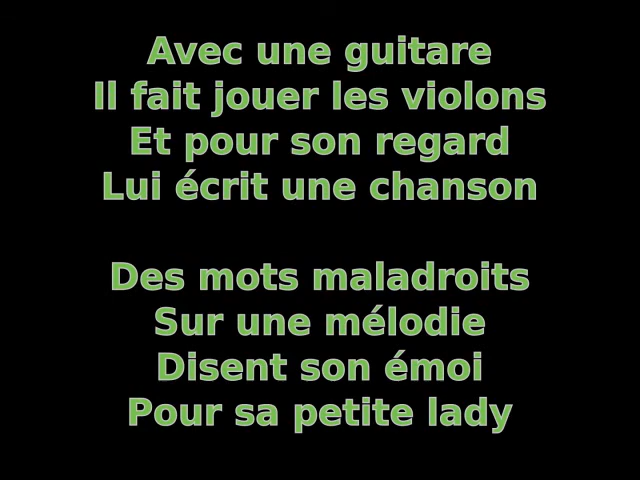 Avec une guitare
Il fait jouer les violons
Et pour son regard
Lui écrit une chanson
Des mots maladroits
Sur une mélodie
Disent son émoi
Pour sa petite lady